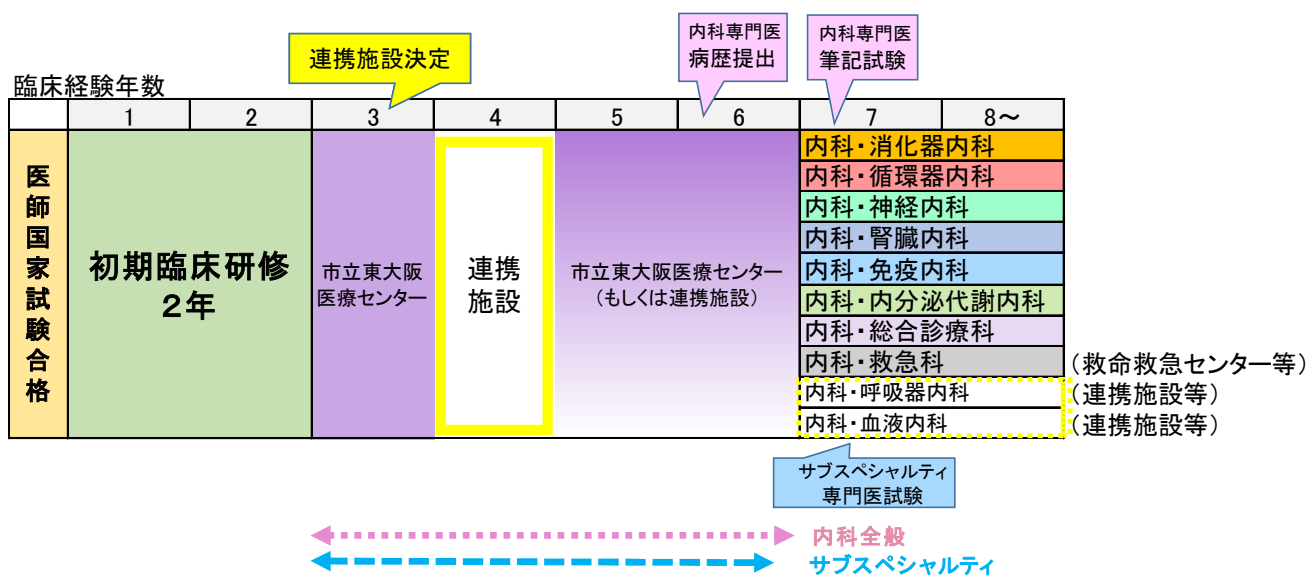 内科専門医
病歴提出
内科専門医
筆記試験
連携施設決定
臨床経験年数
1 2 3 4 5 6 7 8～
医師国家試験合格
初期臨床研修
２年
市立東大阪
医療センター
連携
施設
市立東大阪医療センター
（もしくは連携施設）
内科・消化器内科
内科・循環器内科
内科・神経内科
内科・腎臓内科
内科・免疫内科
内科・内分泌代謝内科
内科・総合診療科
内科・救急科 （救命救急センター等）
内科・呼吸器内科 （連携施設等）
内科・血液内科 （連携施設等）
サブスペシャルティ
専門医試験
内科全般
サブスペシャルティ